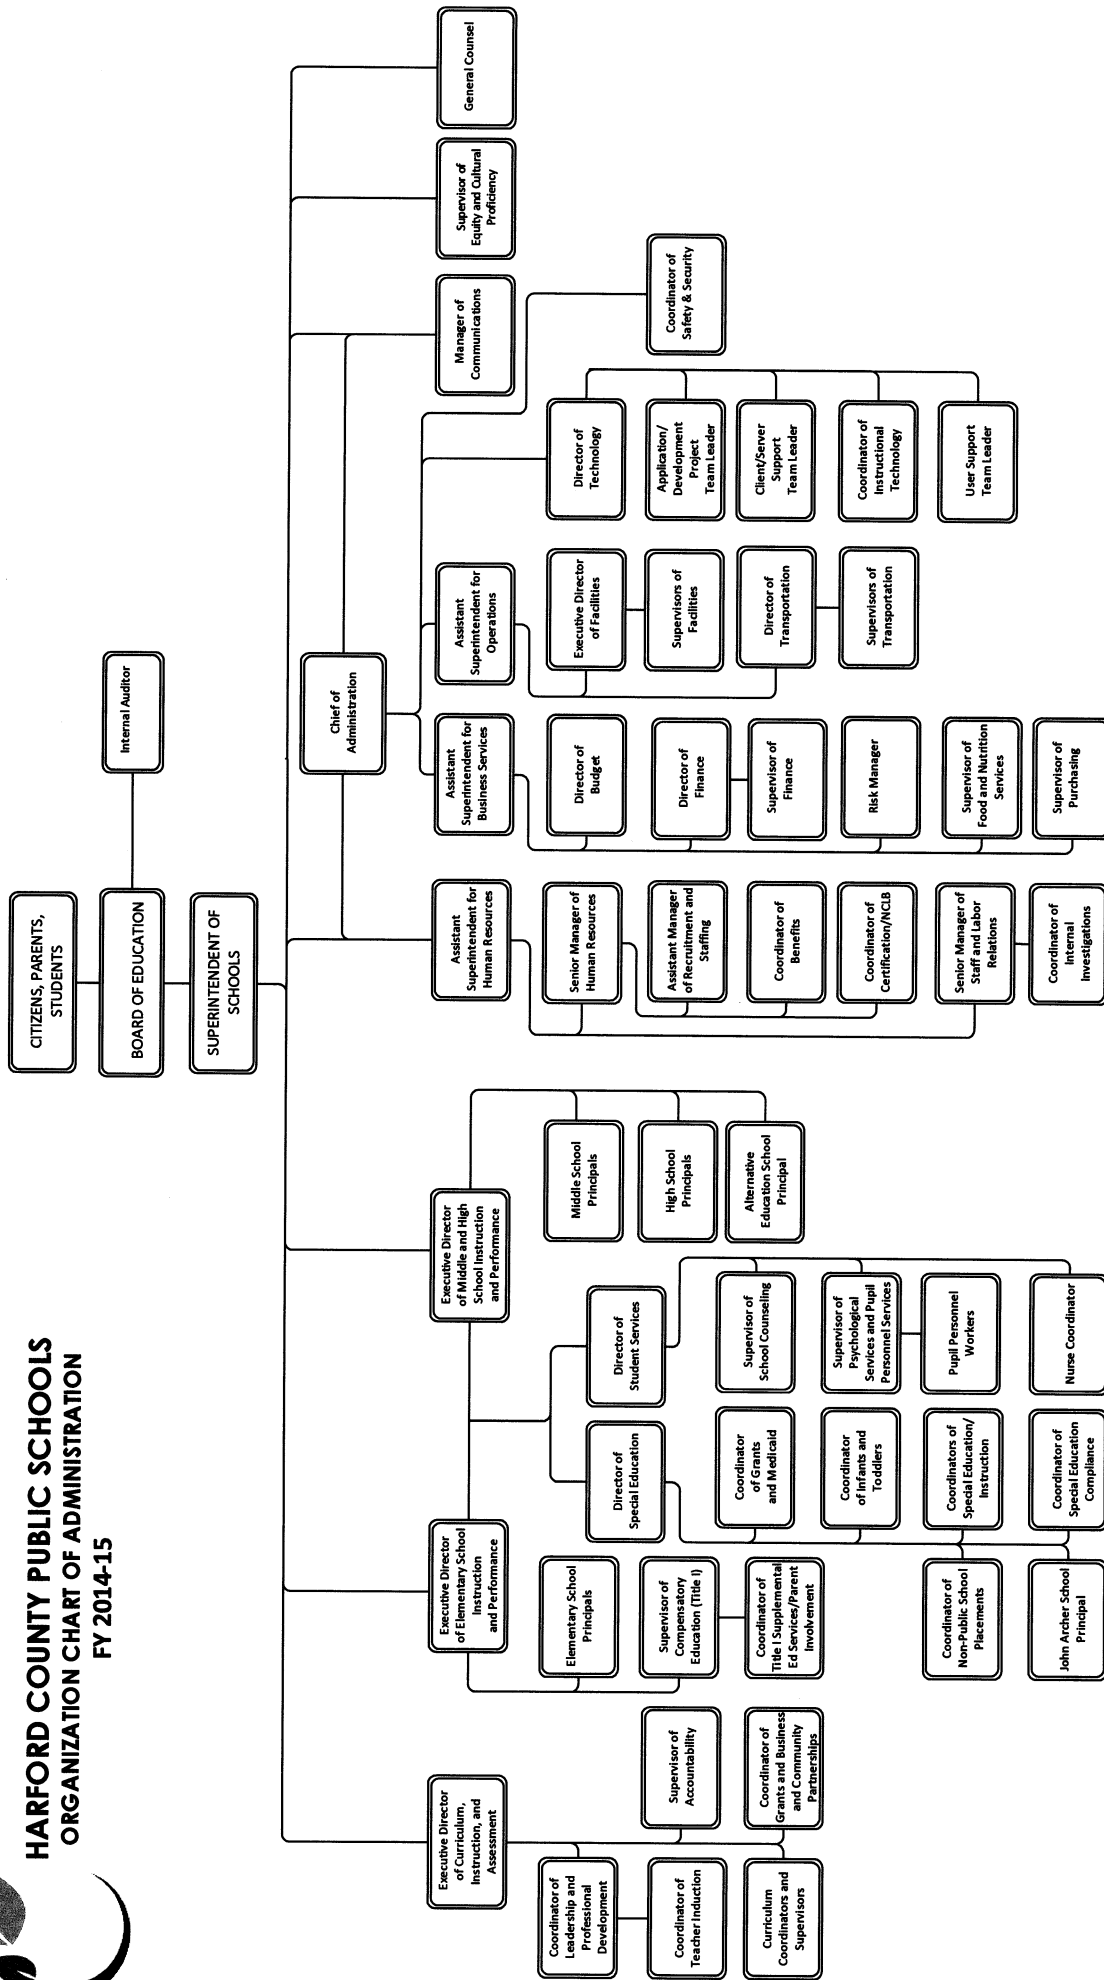 HARFORD COUNTY PUBLIC SCHOOLS
ORGANIZATION CHART OF ADMINISTRATION
FY 2014-15
CITIZENS, PARENTS,
STUDENTS
BOARD OF EDUCATION
Internal Auditor
SUPERINTENDENT OF
SCHOOLS
Chief of
Administration
Executive Director
of Curriculum,
Instruction, and
Assessment
Executive Director
of Elementary School
Instruction
and Performance
Executive Director
of Middle and High
School Instruction
and Performance
Assistant
Superintendent for
Human Resources
Assistant
Superintendent for
Business Services
Assistant
Superintendent for
Operations
Manager of
Communications
Supervisor of
Equity and Cultural
Proficiency
General Counsel
Coordinator of
Leadership and
Professional
Development
Coordinator of
Teacher Induction
Curriculum
Coordinators and
Supervisors
Supervisor of
Accountability
Coordinator of
Grants and Business
and Community
Partnerships
Elementary School
Principals
Supervisor of
Compensatory
Education (Title I)
Coordinator of
Title I Supplemental
Ed Services/Parent
Involvement
Director of
Special Education
Coordinator
of Grants
and Medicaid
Coordinator
of Infants and
Toddlers
Coordinators of
Special Education/
Instruction
Coordinator of
Special Education
Compliance
Coordinator of
Non-Public School
Placements
John Archer School
Principal
Director of
Student Services
Supervisor of
School Counseling
Supervisor of
Psychological
Services and Pupil
Personnel Services
Pupil Personnel
Workers
Nurse Coordinator
Middle School
Principals
High School
Principals
Alternative
Education School
Principal
Senior Manager of
Human Resources
Assistant Manager
of Recruitment and
Staffing
Coordinator of
Benefits
Coordinator of
Certification/NCLB
Senior Manager of
Staff and Labor
Relations
Coordinator of
Internal
Investigations
Director of
Budget
Director of
Finance
Supervisor of
Finance
Risk Manager
Supervisor of
Food and Nutrition
Services
Supervisor of
Purchasing
Executive Director
of Facilities
Supervisors of
Facilities
Director of
Transportation
Supervisors of
Transportation
Director of
Technology
Application/
Development
Project
Team Leader
Client/Server
Support
Team Leader
Coordinator of
Instructional
Technology
User Support
Team Leader
Coordinator of
Safety & Security